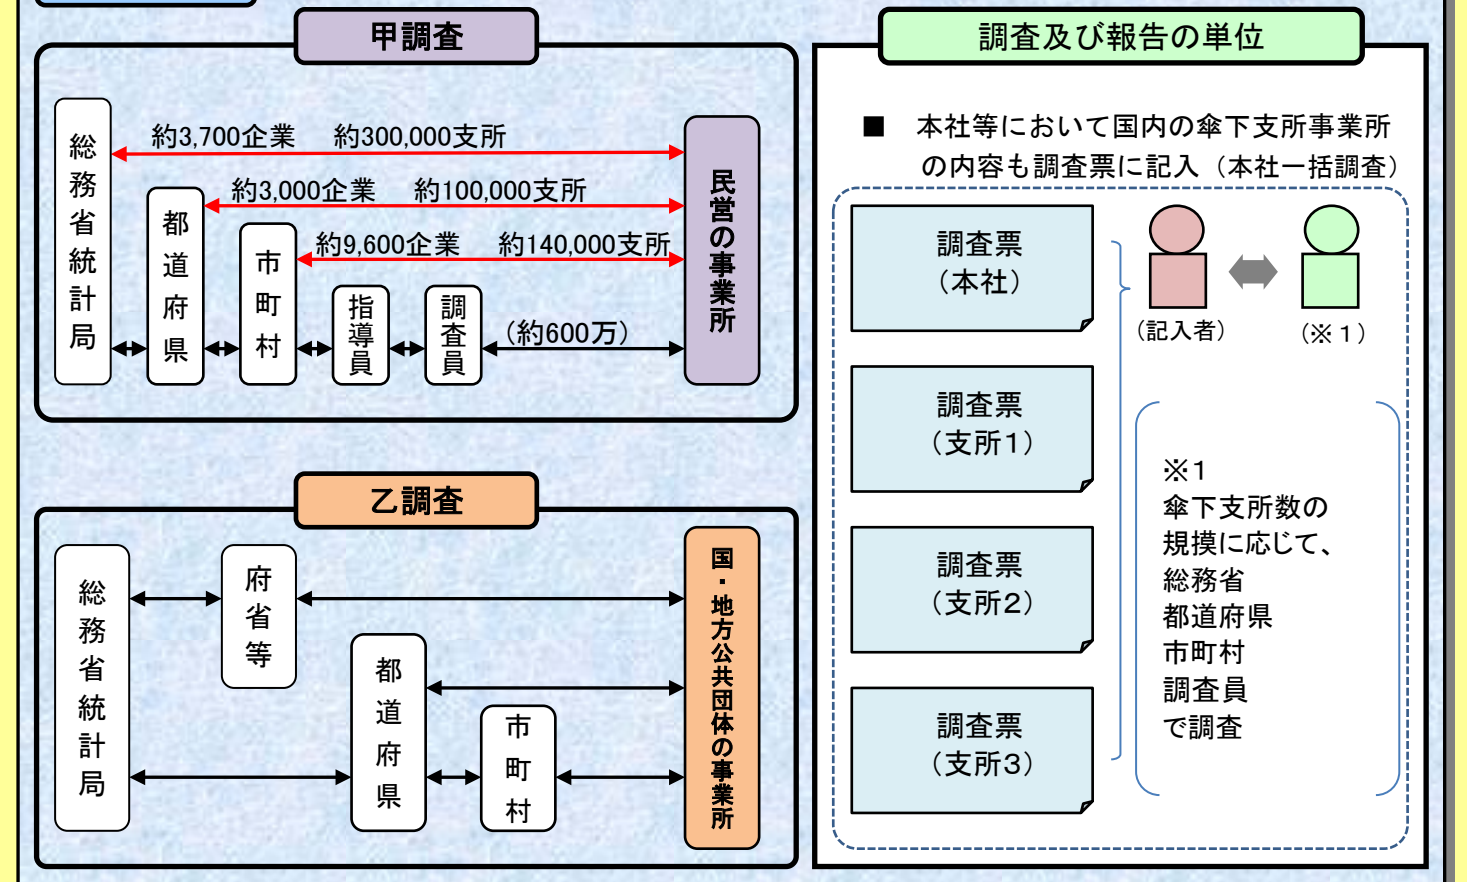 甲調査
総務省統計局
約3,700企業　約300,000支所
都道府県
約3,000企業　約100,000支所
市町村
約9,600企業　約140,000支所
指導員
調査員
（約600万）
民営の事業所
乙調査
総務省統計局
府省等
都道府県
市町村
国・地方公共団体の事業所
調査及び報告の単位
■　本社等において国内の傘下支所事業所
の内容も調査票に記入（本社一括調査）
調査票
（本社）
調査票
（支所1）
調査票
（支所2）
調査票
（支所3）
（記入者）
（※１）
※1
傘下支所数の
規摸に応じて、
総務省
都道府県
市町村
調査員
で調査